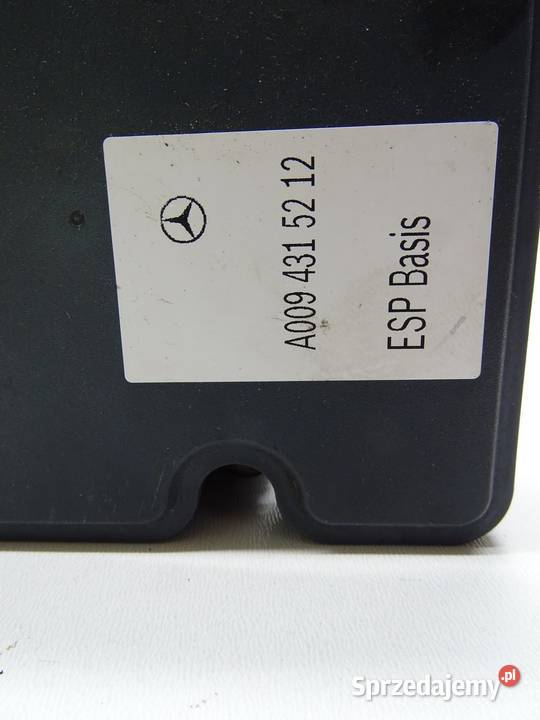 A009 431 52 12
ESP Basis
Sprzedajemy.pl